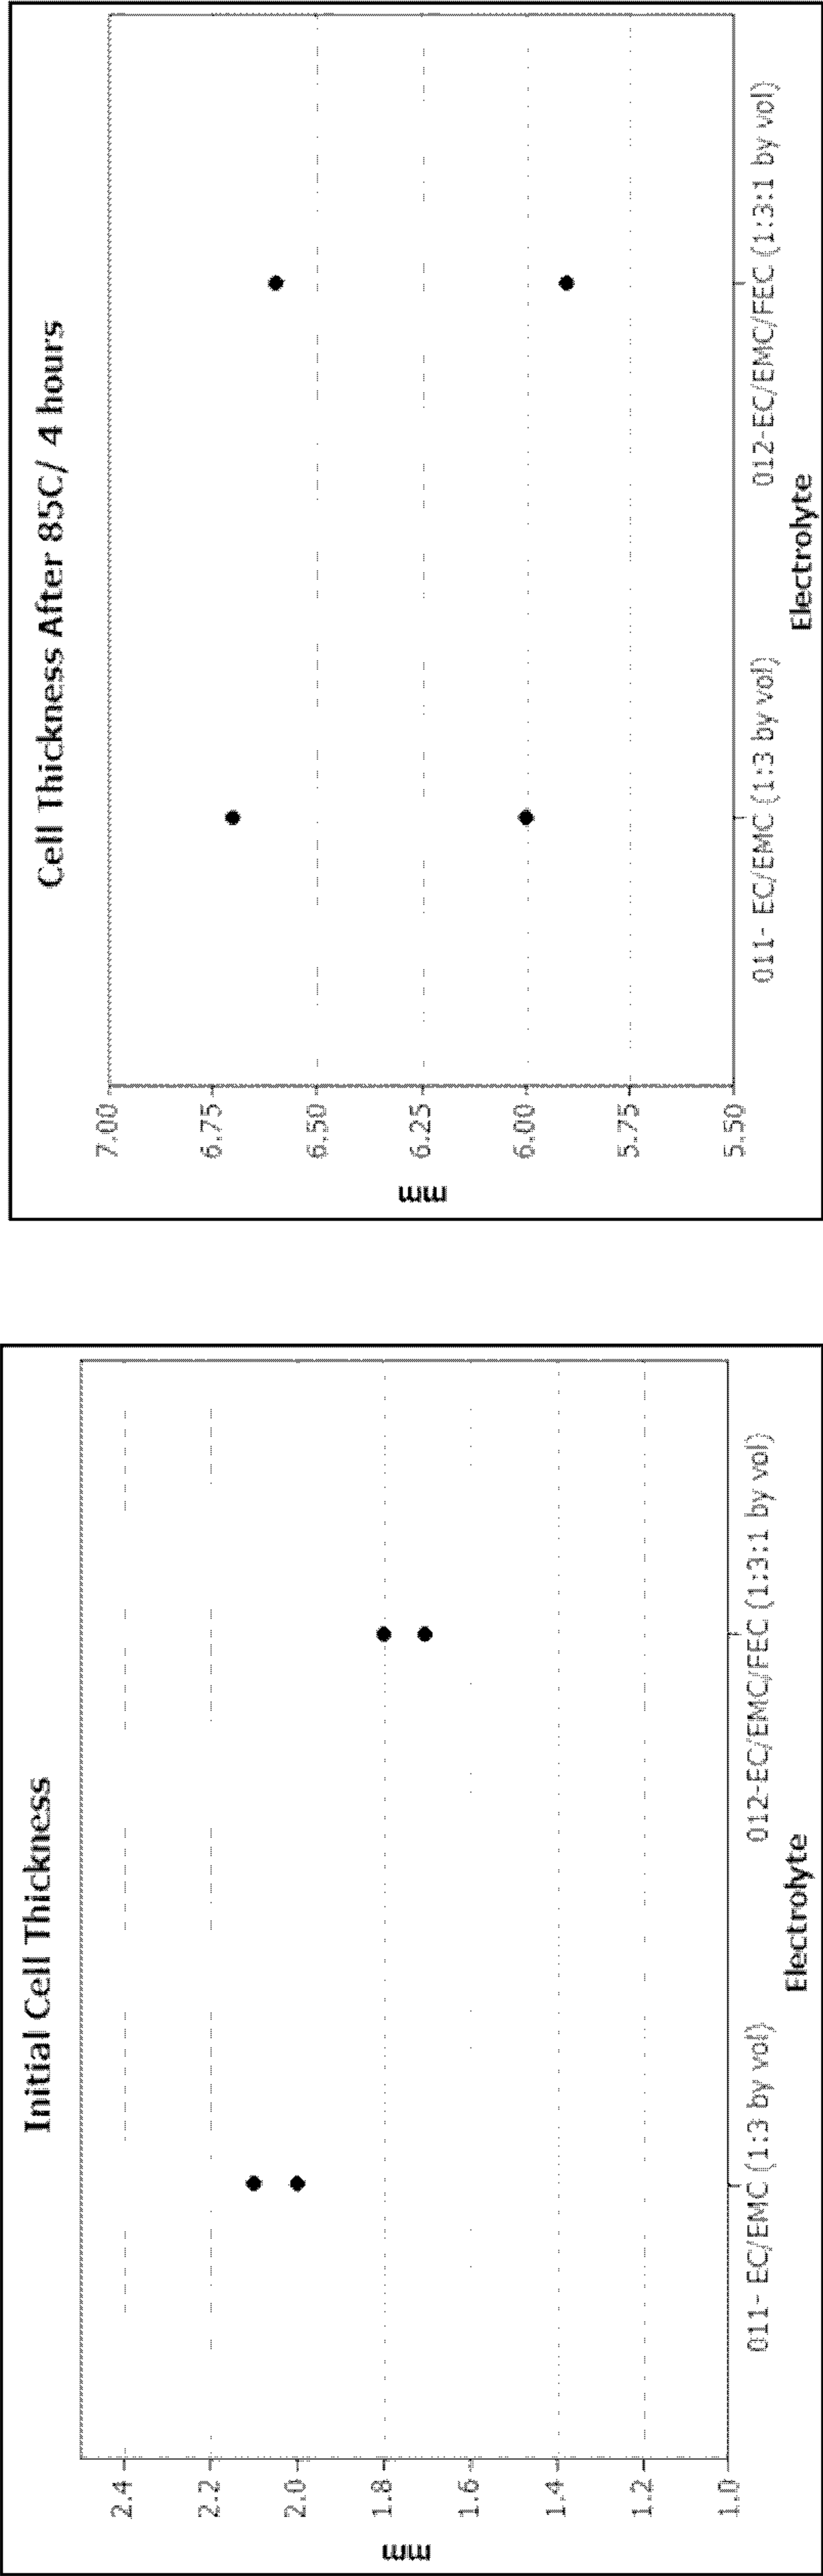 Initial Cell Thickness
mm
2.4
2.2
2.0
1.8
1.6
1.4
1.2
1.0
011- EC/EMC (1:3 by vol)
012-EC/EMC/FEC (1:3:1 by vol)
Electrolyte
Cell Thickness After 85C/ 4 hours
mm
7.00
6.75
6.50
6.25
6.00
5.75
5.50
011- EC/EMC (1:3 by vol)
012-EC/EMC/FEC (1:3:1 by vol)
Electrolyte